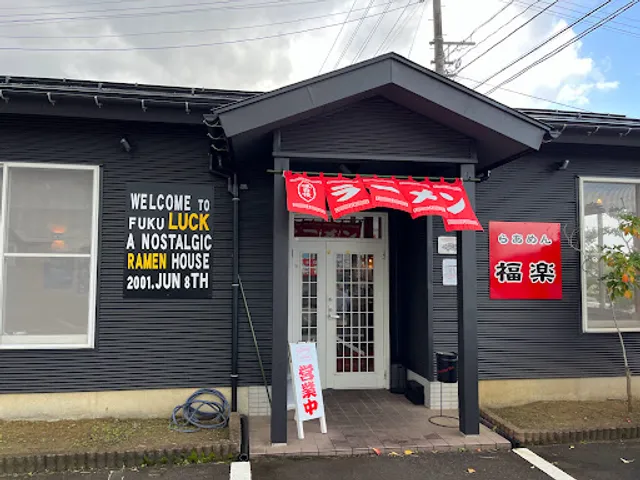 WELCOME TO
FUKU LUCK
A NOSTALGIC
RAMEN HOUSE
2001.JUN 8TH
ラーメン
らあめん
福楽
営業中